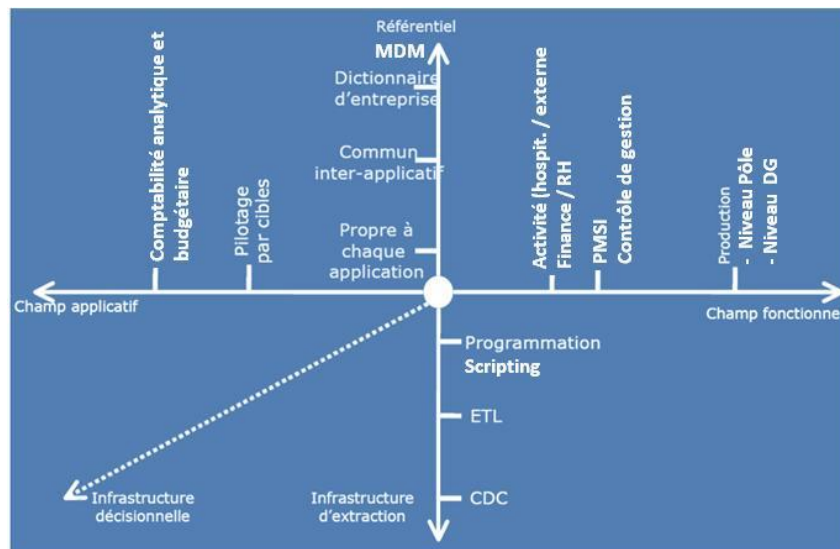 Référentiel
MDM
Dictionnaire
d'entreprise
Commun
inter-applicatif
Propre à
chaque
application
Comptabilité analytique et
budgétaire
Pilotage
par cibles
Champ applicatif
Activité (hospit. / externe
Finance / RH
PMSI
Contrôle de gestion
Production
- Niveau Pôle
- Niveau DG
Champ fonctionne
Programmation
Scripting
ETL
CDC
Infrastructure
décisionnelle
Infrastructure
d'extraction